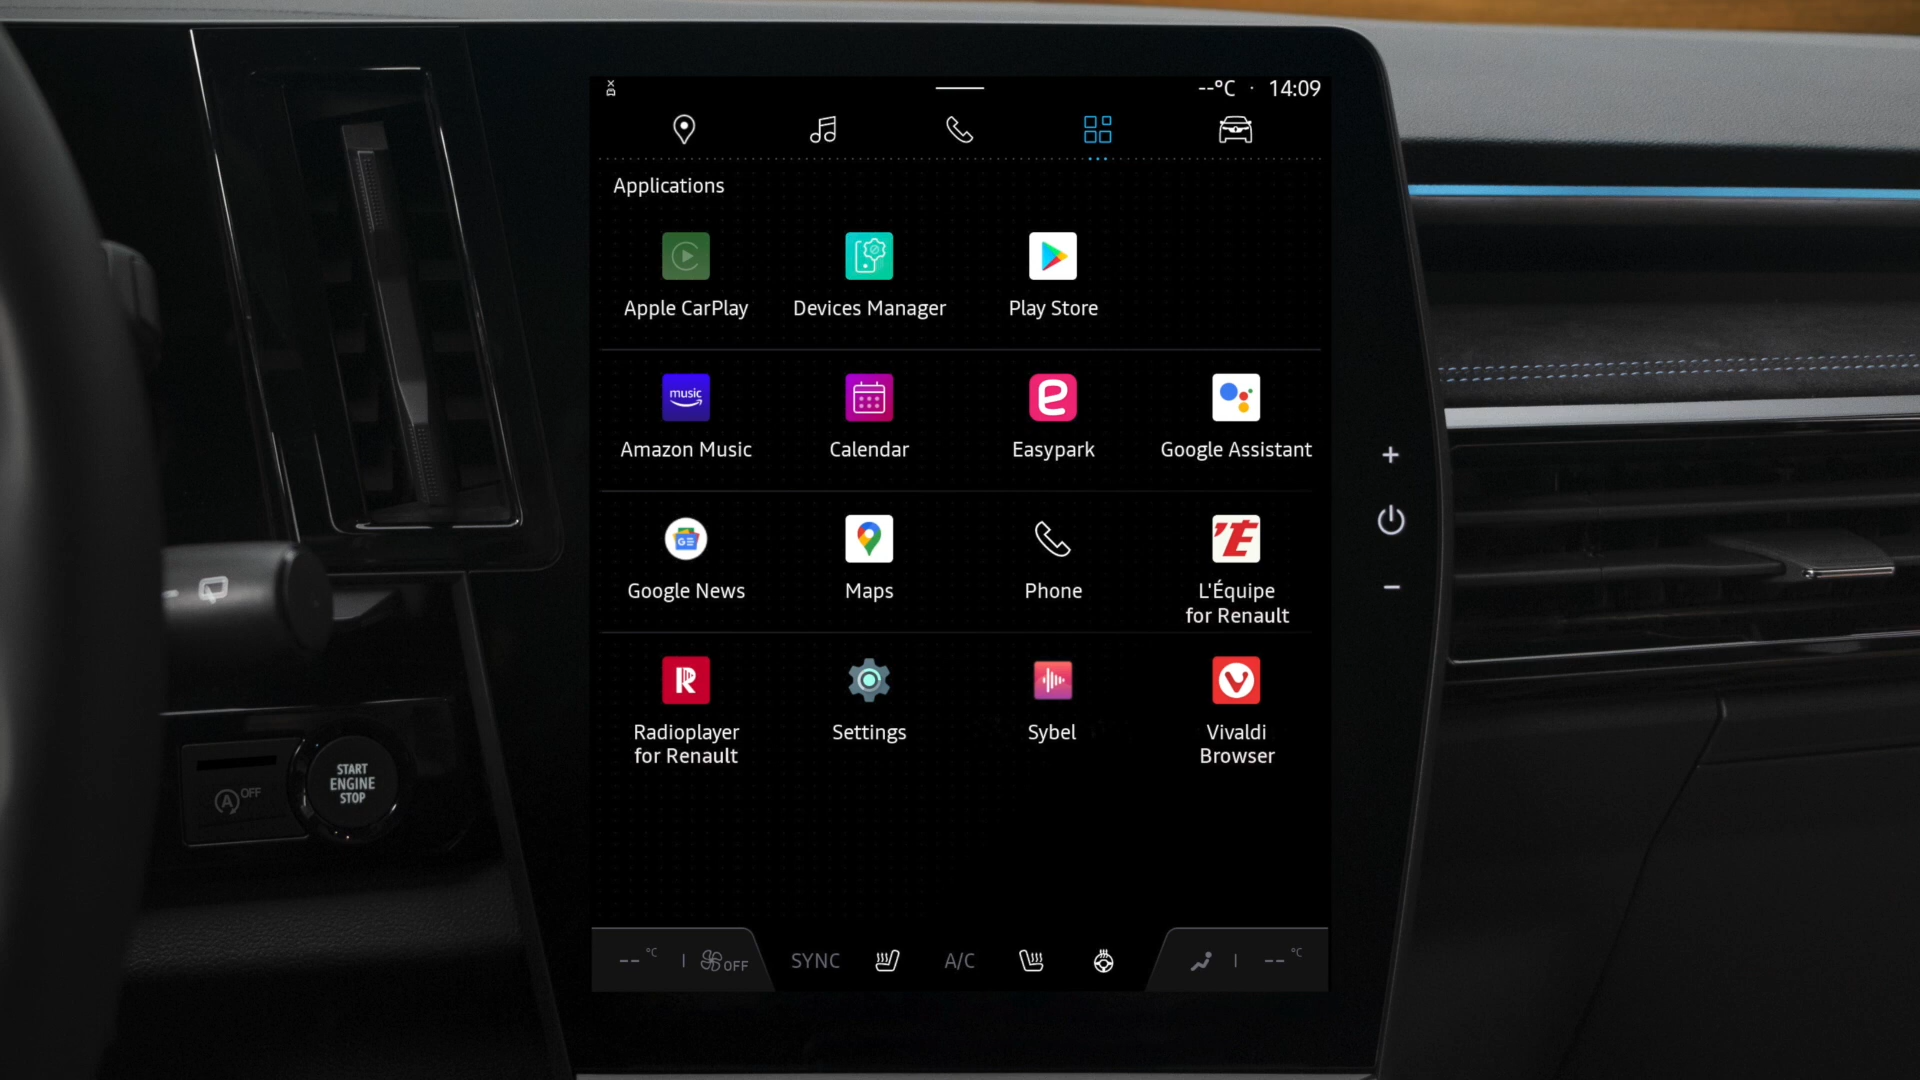 --°C · 14:09
Applications
Apple CarPlay
Devices Manager
Play Store
music
Amazon Music
Calendar
e
Easypark
Google Assistant
GE
Google News
Maps
Phone
'E
L'Équipe
for Renault
R
Radioplayer
for Renault
Settings
Sybel
Vivaldi
Browser
-- °C
OFF
SYNC
A/C
-- °C
A OFF
START
ENGINE
STOP